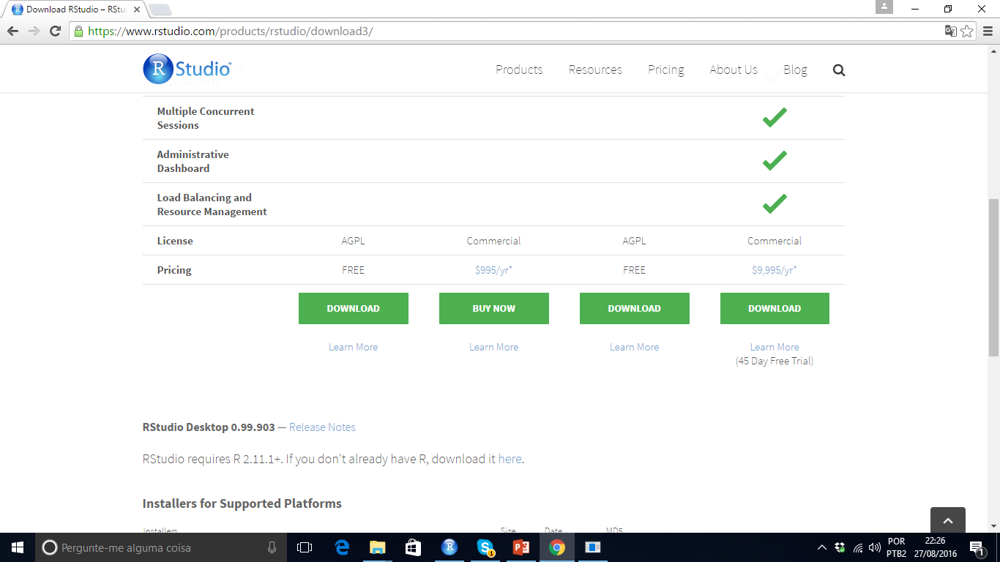 Download RStudio – RStu
https://www.rstudio.com/products/rstudio/download3/
R Studio™
Products Resources Pricing About Us Blog
Multiple Concurrent
Sessions
Administrative
Dashboard
Load Balancing and
Resource Management
License AGPL Commercial AGPL Commercial
Pricing FREE $995/yr* FREE $9,995/yr*
DOWNLOAD BUY NOW DOWNLOAD DOWNLOAD
Learn More Learn More Learn More Learn More
(45 Day Free Trial)
RStudio Desktop 0.99.903 — Release Notes
RStudio requires R 2.11.1+. If you don't already have R, download it here.
Installers for Supported Platforms
Installers Size Date MD5
Pergunte-me alguma coisa
POR 22:26
PTB2 27/08/2016